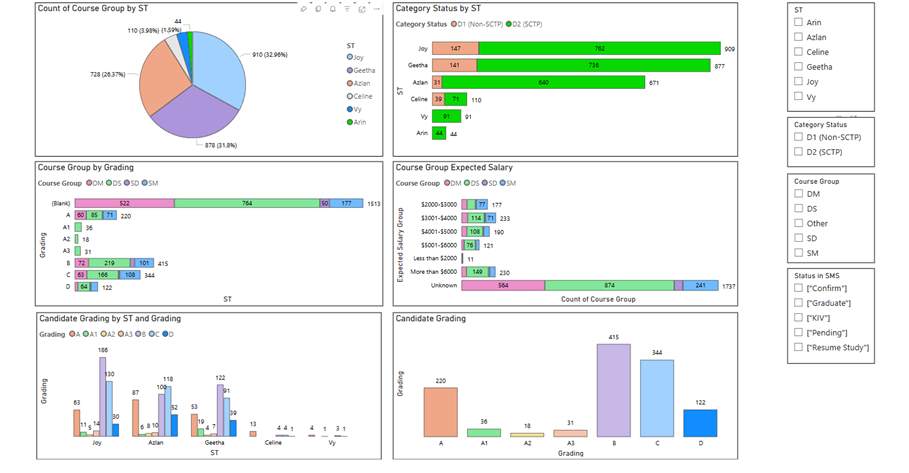 Count of Course Group by ST
44
110 (3.98%) (1.59%)
910 (32.96%)
728 (26.37%)
878 (31.8%)
ST
Joy
Geetha
Azlan
Celine
Vy
Arin
Category Status by ST
Category Status D1 (Non-SCTP) D2 (SCTP)
ST
Joy 147 762 909
Geetha 141 736 877
Azlan 31 640 671
Celine 39 71 110
Vy 91 91
Arin 44 44
ST
Arin
Azlan
Celine
Geetha
Joy
Vy
Category Status
D1 (Non-SCTP)
D2 (SCTP)
Course Group by Grading
Course Group DM DS SD SM
Grading
(Blank) 522 764 50 177 1513
A 60 85 71 220
A1 36
A2 18
A3 31
B 72 219 101 415
C 63 166 108 344
D 64 122
ST
Course Group Expected Salary
Course Group DM DS SD SM
Expected Salary Group
$2000-$3000 77 177
$3001-$4000 114 71 233
$4001-$5000 108 190
$5001-$6000 76 121
Less than $2000 11
More than $6000 149 230
Unknown 564 874 241 1737
Count of Course Group
Course Group
DM
DS
Other
SD
SM
Status in SMS
["Confirm"]
["Graduate"]
["KIV"]
["Pending"]
["Resume Study"]
Candidate Grading by ST and Grading
Grading A A1 A2 A3 B C D
Grading
63 11 5 14 186 130 30
87 6 8 10 100 118 52
53 19 4 7 122 91 39
13 4 4 1
4 1 3 1
Joy Azlan Geetha Celine Vy
ST
Candidate Grading
Grading
220 36 18 31 415 344 122
A A1 A2 A3 B C D
Grading